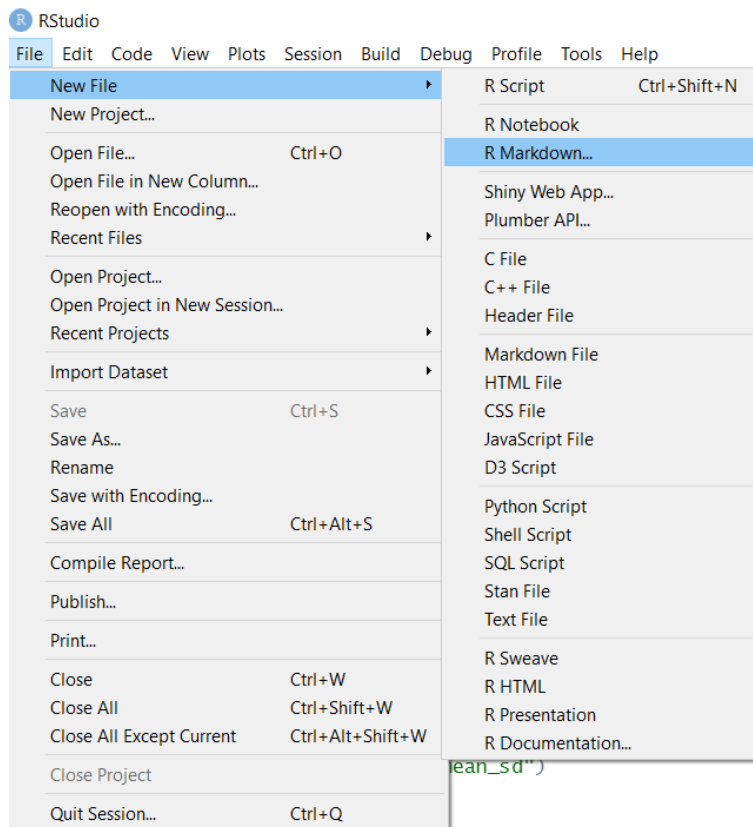 R RStudio
File Edit Code View Plots Session Build Debug Profile Tools Help
New File
New Project...
Open File... Ctrl+O
Open File in New Column...
Reopen with Encoding...
Recent Files
Open Project...
Open Project in New Session...
Recent Projects
Import Dataset
Save Ctrl+S
Save As...
Rename
Save with Encoding...
Save All Ctrl+Alt+S
Compile Report...
Publish...
Print...
Close Ctrl+W
Close All Ctrl+Shift+W
Close All Except Current Ctrl+Alt+Shift+W
Close Project
Quit Session... Ctrl+Q
R Script Ctrl+Shift+N
R Notebook
R Markdown...
Shiny Web App...
Plumber API...
C File
C++ File
Header File
Markdown File
HTML File
CSS File
JavaScript File
D3 Script
Python Script
Shell Script
SQL Script
Stan File
Text File
R Sweave
R HTML
R Presentation
R Documentation...
ean_sd")